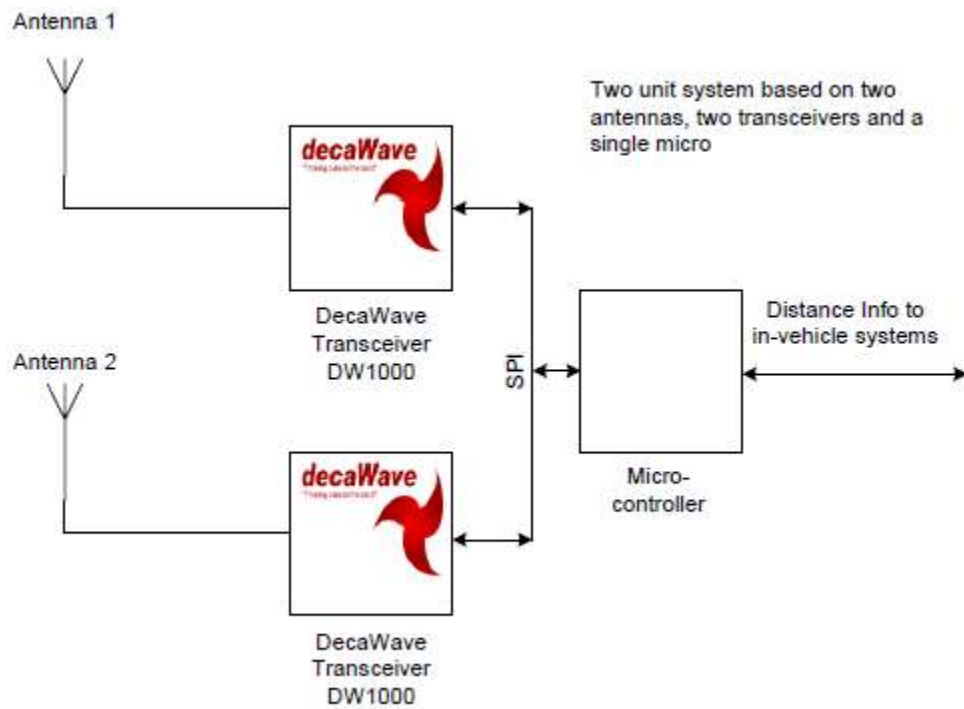 Antenna 1
Two unit system based on two
antennas, two transceivers and a
single micro
decaWave
DecaWave
Transceiver
DW1000
Distance Info to
in-vehicle systems
SPI
Micro-
controller
Antenna 2
decaWave
DecaWave
Transceiver
DW1000